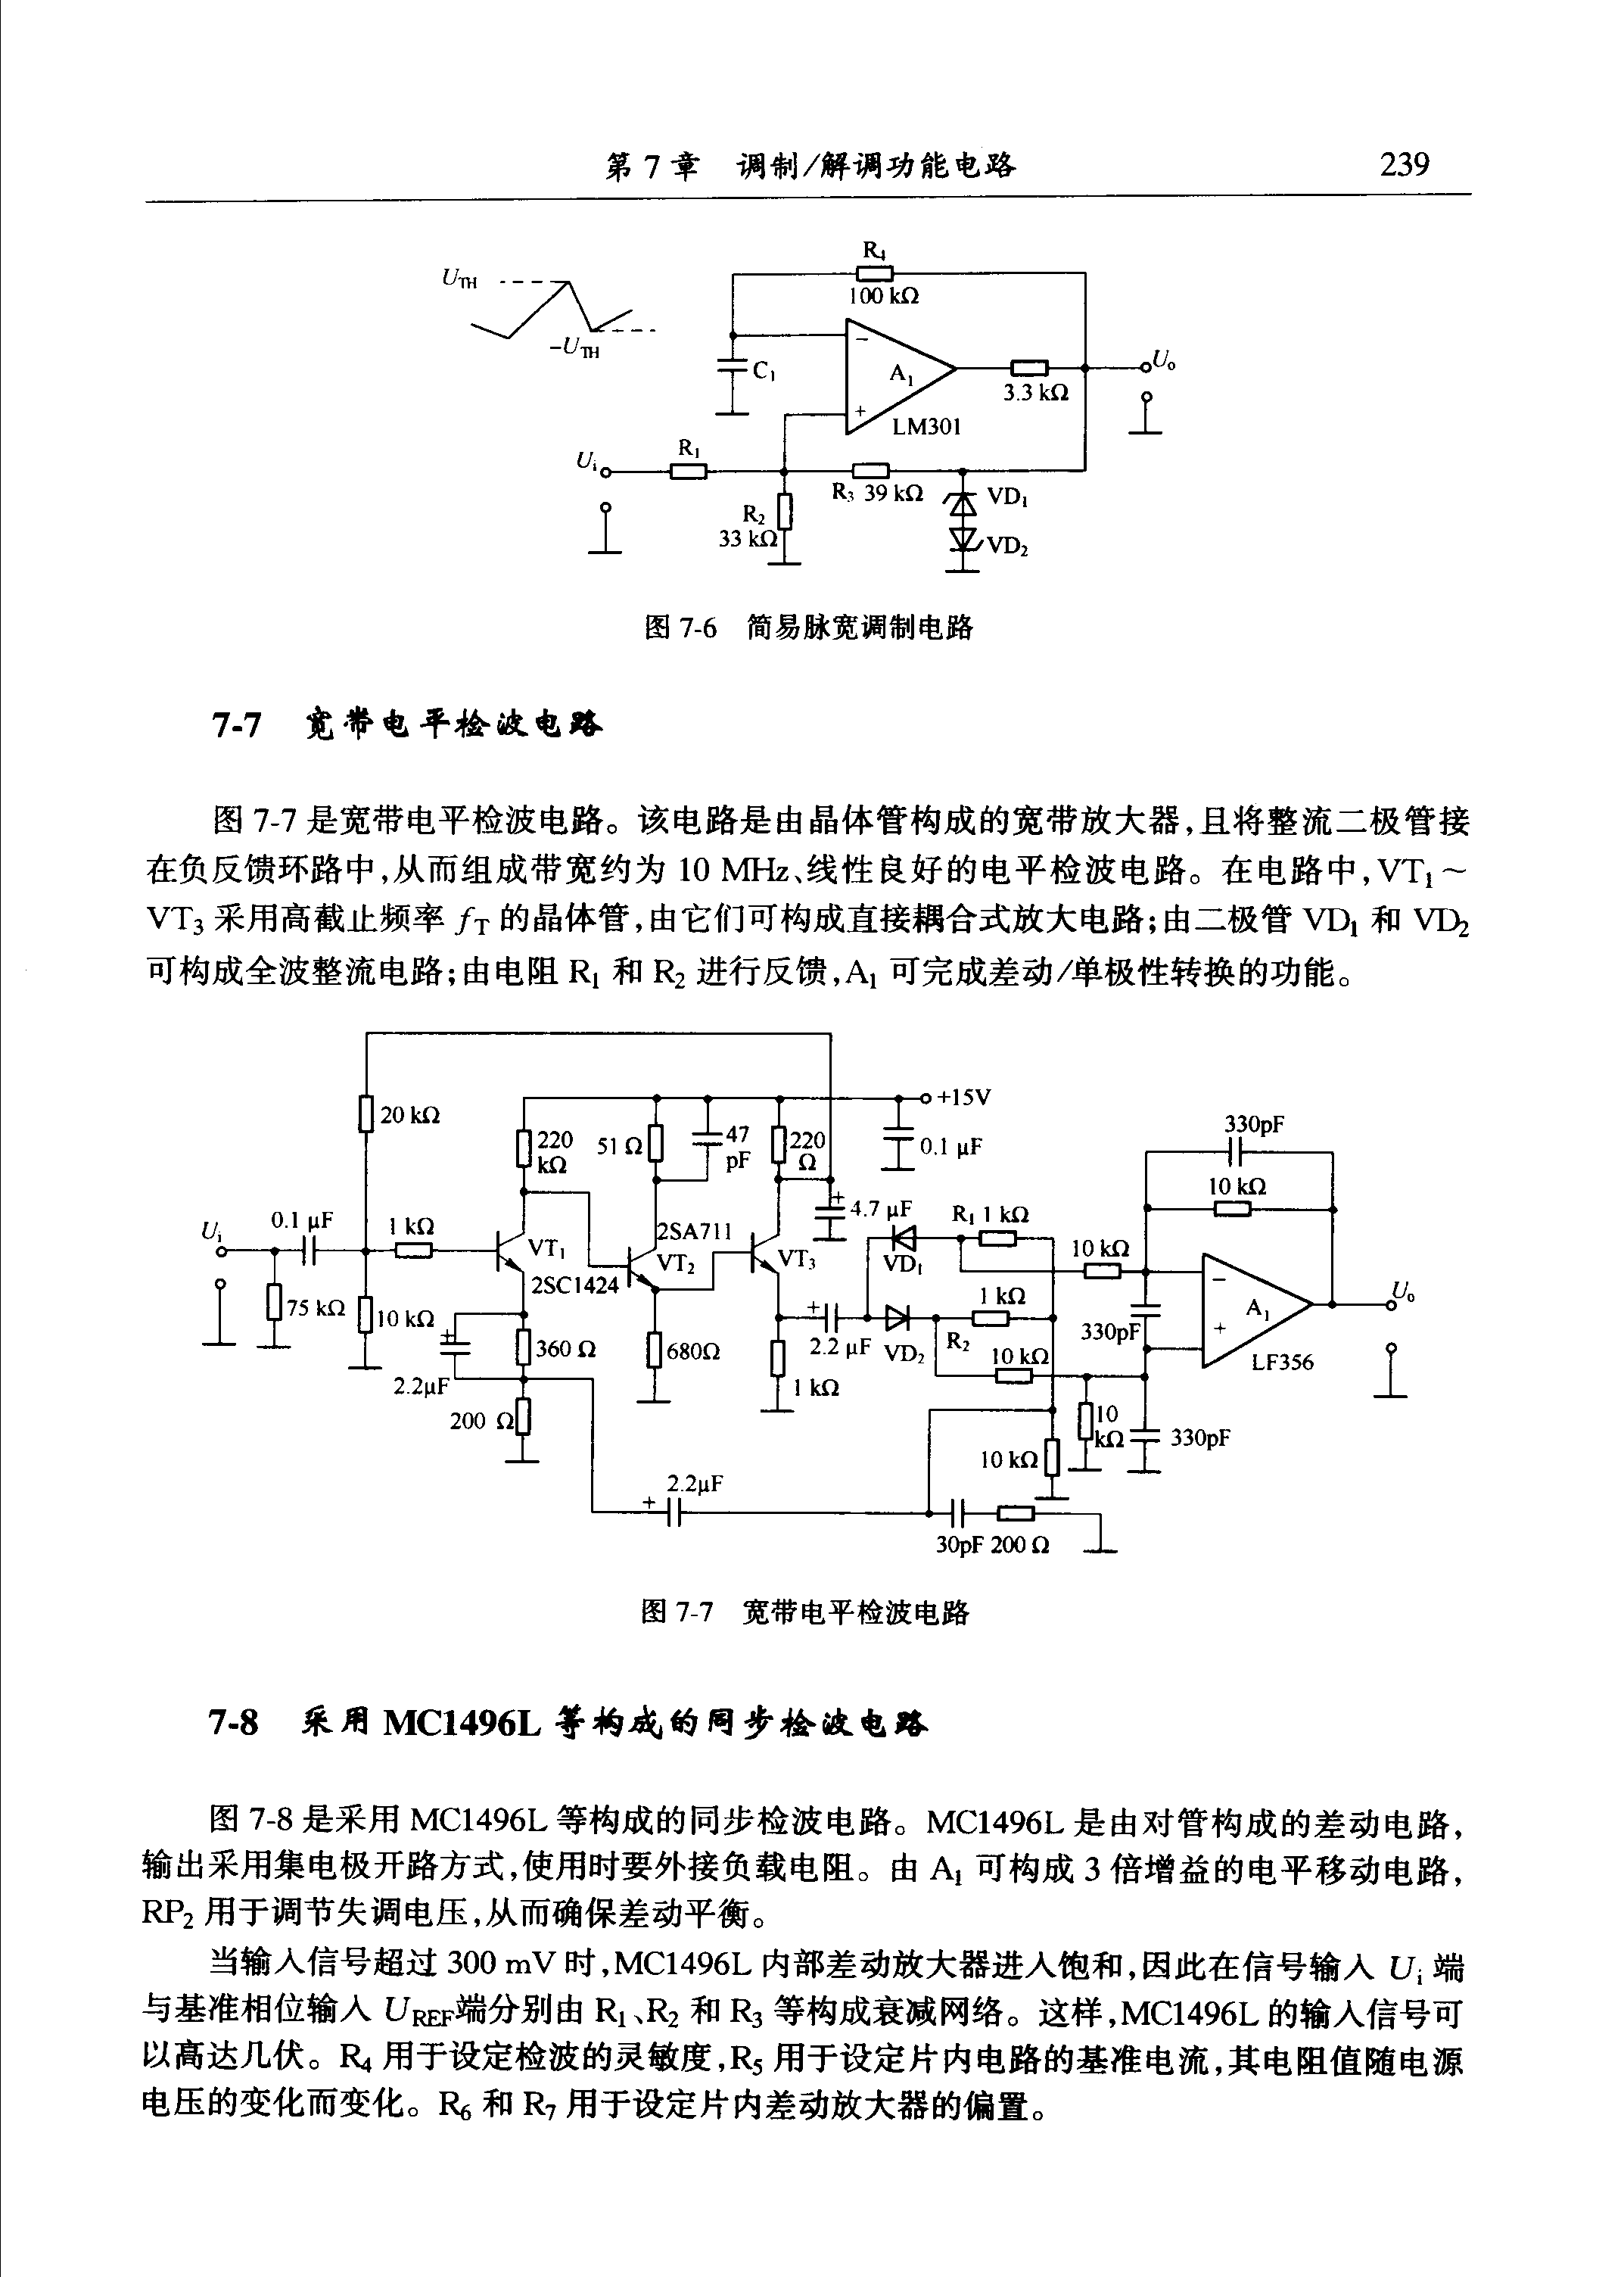 第 7 章 调制/解调功能电路 239
UTH
-UTH
R4
100 kΩ
C1
A1
LM301
3.3 kΩ
Uo
Ui
R1
R2
33 kΩ
R3 39 kΩ
VD1
VD2
图 7-6 简易脉宽调制电路
7-7 宽带电平检波电路
图 7-7 是宽带电平检波电路。该电路是由晶体管构成的宽带放大器,且将整流二极管接
在负反馈环路中,从而组成带宽约为 10 MHz、线性良好的电平检波电路。在电路中,VT1～
VT3 采用高截止频率 fT 的晶体管,由它们可构成直接耦合式放大电路;由二极管 VD1 和 VD2
可构成全波整流电路;由电阻 R1 和 R2 进行反馈,A1 可完成差动/单极性转换的功能。
20 kΩ
220
kΩ
51 Ω
47
pF
220
Ω
+15V
0.1 μF
330pF
10 kΩ
Ui
0.1 μF
1 kΩ
VT1
2SC1424
2SA711
VT2
VT3
+
4.7 μF
R1 1 kΩ
VD1
10 kΩ
75 kΩ
10 kΩ
+
2.2μF
360 Ω
200 Ω
680Ω
+
2.2 μF
1 kΩ
VD2
1 kΩ
R2
10 kΩ
330pF
−
+
A1
LF356
Uo
10
kΩ
330pF
10 kΩ
+
2.2μF
30pF 200 Ω
图 7-7 宽带电平检波电路
7-8 采用 MC1496L 等构成的同步检波电路
图 7-8 是采用 MC1496L 等构成的同步检波电路。MC1496L 是由对管构成的差动电路,
输出采用集电极开路方式,使用时要外接负载电阻。由 A1 可构成 3 倍增益的电平移动电路,
RP2 用于调节失调电压,从而确保差动平衡。
当输入信号超过 300 mV 时,MC1496L 内部差动放大器进入饱和,因此在信号输入 Ui 端
与基准相位输入 UREF端分别由 R1、R2 和 R3 等构成衰减网络。这样,MC1496L 的输入信号可
以高达几伏。R4 用于设定检波的灵敏度,R5 用于设定片内电路的基准电流,其电阻值随电源
电压的变化而变化。R6 和 R7 用于设定片内差动放大器的偏置。